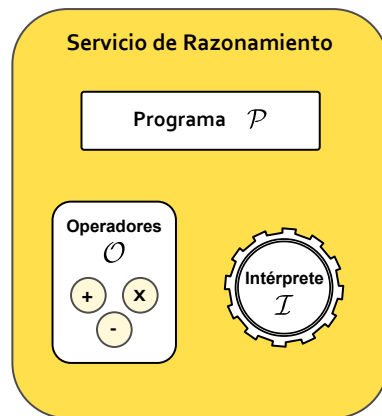 Servicio de Razonamiento
Programa 𝒫
Operadores
𝒪
+ x
-
Intérprete
ℐ